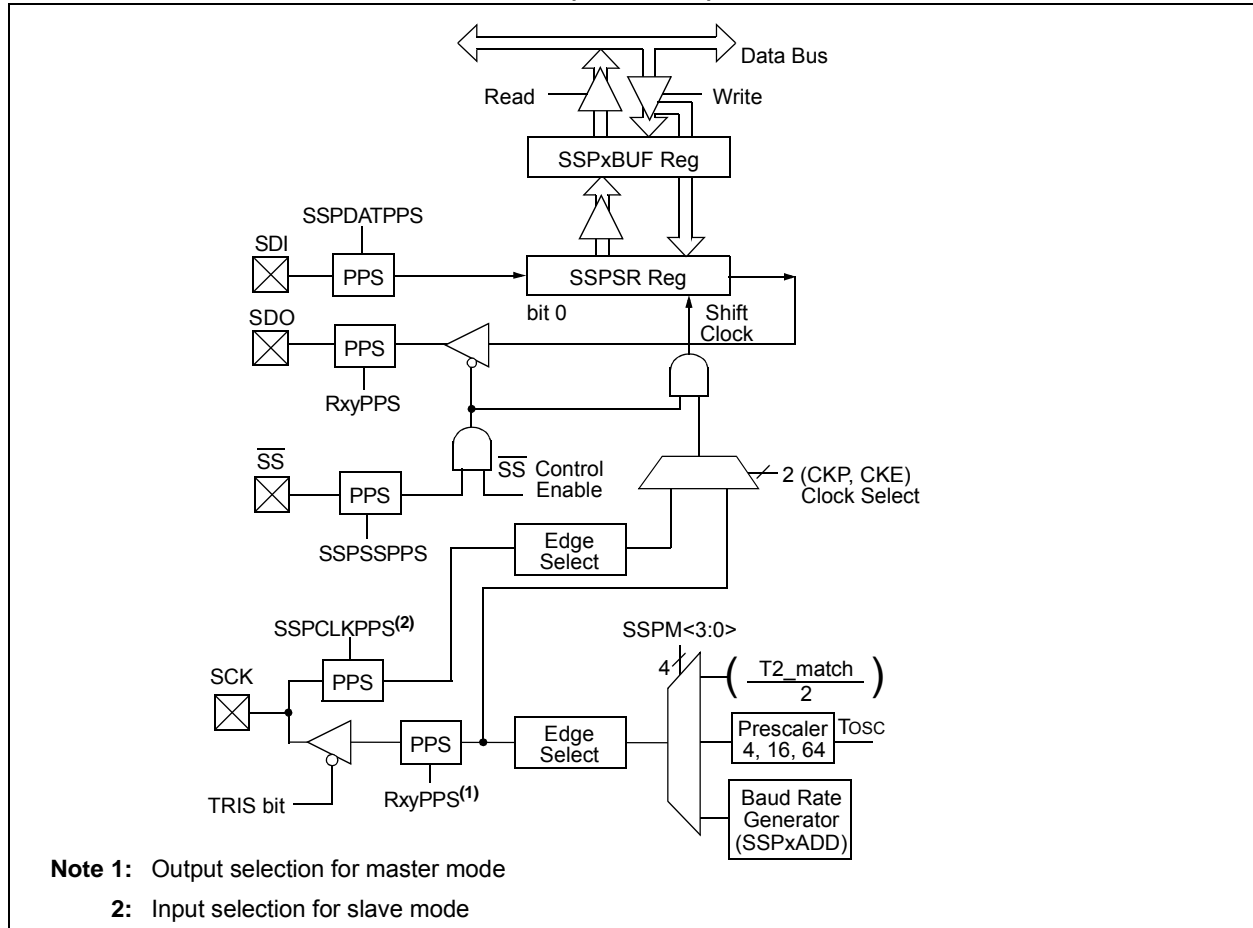 Data Bus
Read
Write
SSPxBUF Reg
SSPDATPPS
SDI
PPS
SSPSR Reg
bit 0
Shift
Clock
SDO
PPS
RxyPPS
SS
PPS
SS Control
Enable
2 (CKP, CKE)
Clock Select
SSPSSPPS
Edge
Select
SSPCLKPPS(2)
SSPM<3:0>
4
SCK
PPS
( T2_match
2 )
PPS
Edge
Select
Prescaler
4, 16, 64
TOSC
TRIS bit
RxyPPS(1)
Baud Rate
Generator
(SSPxADD)
Note 1: Output selection for master mode
2: Input selection for slave mode